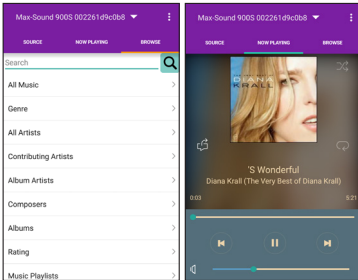 Max-Sound 900S 002261d9c0b8
SOURCE NOW PLAYING BROWSE
Search
All Music
Genre
All Artists
Contributing Artists
Album Artists
Composers
Albums
Rating
Music Playlists
Max-Sound 900S 002261d9c0b8
SOURCE NOW PLAYING BROWSE
DIANA
KRALL
'S Wonderful
Diana Krall (The Very Best of Diana Krall)
0:03 5:21